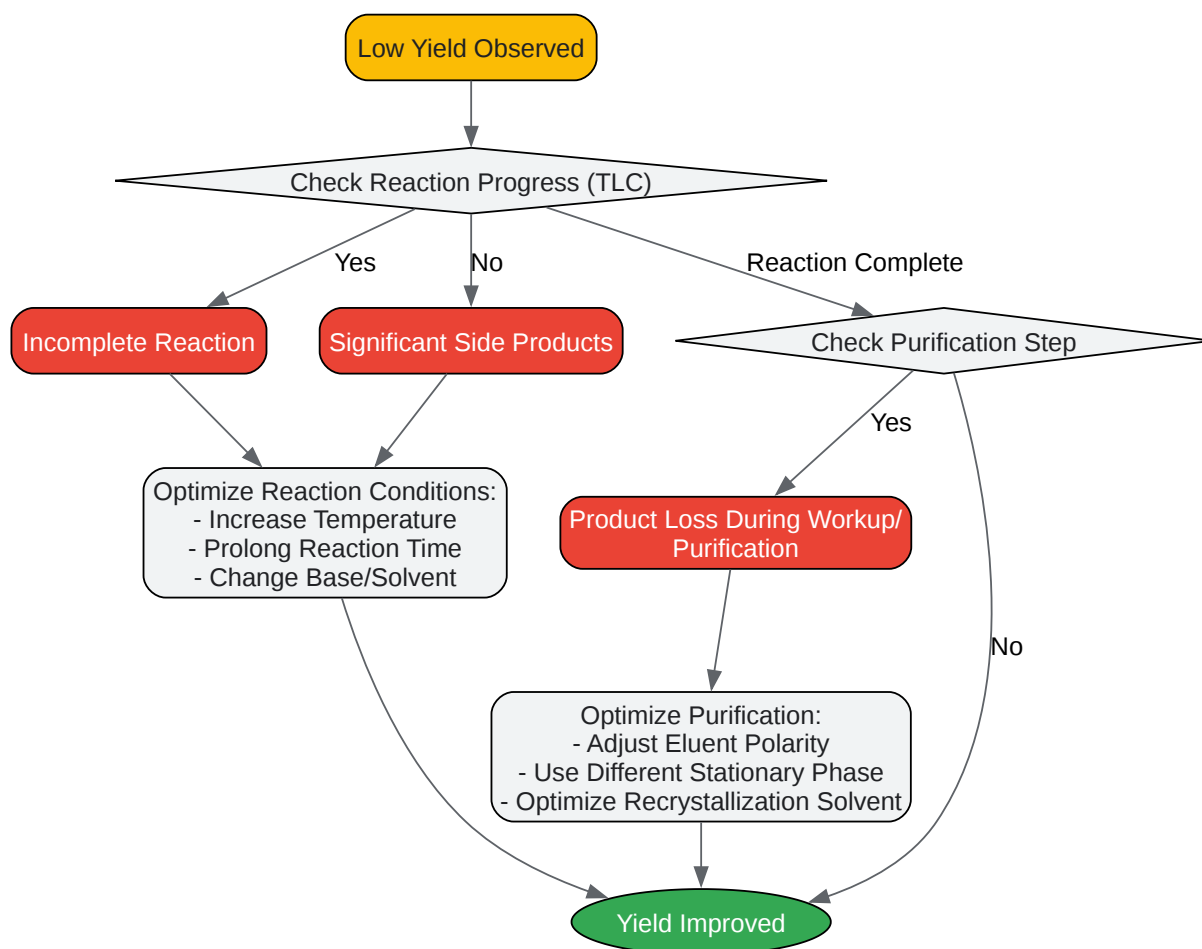 Low Yield Observed
Check Reaction Progress (TLC)
Yes
No
Reaction Complete
Incomplete Reaction
Significant Side Products
Check Purification Step
Yes
Optimize Reaction Conditions:
- Increase Temperature
- Prolong Reaction Time
- Change Base/Solvent
Product Loss During Workup/
Purification
No
Optimize Purification:
- Adjust Eluent Polarity
- Use Different Stationary Phase
- Optimize Recrystallization Solvent
Yield Improved